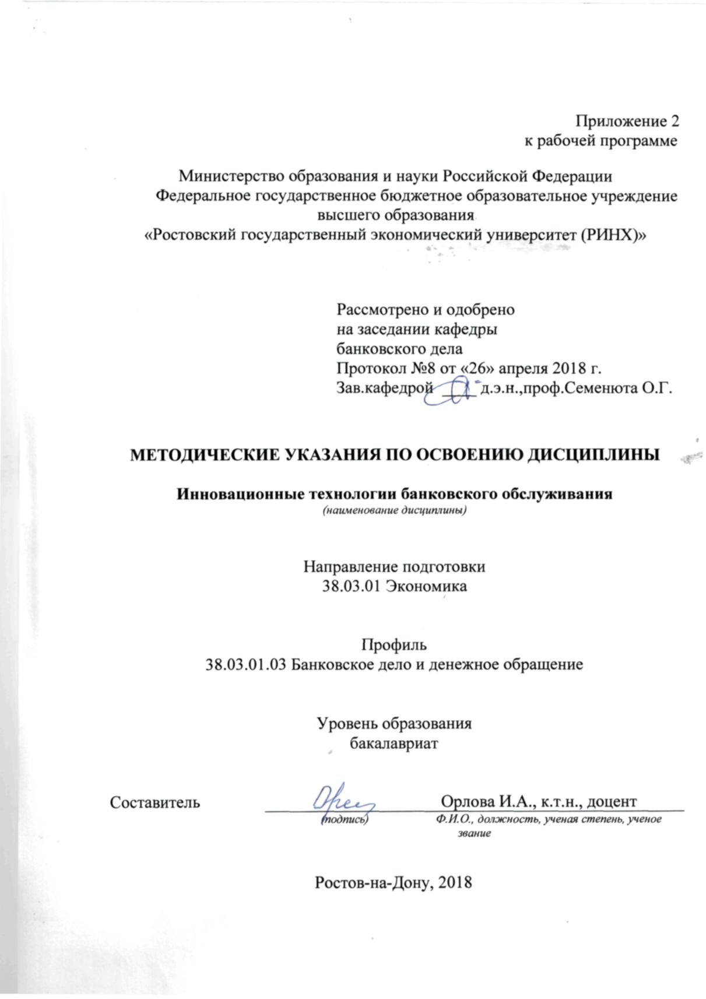 Приложение 2
к рабочей программе
Министерство образования и науки Российской Федерации
Федеральное государственное бюджетное образовательное учреждение
высшего образования
«Ростовский государственный экономический университет (РИНХ)»
Рассмотрено и одобрено
на заседании кафедры
банковского дела
Протокол №8 от «26» апреля 2018 г.
Зав.кафедрой ____ д.э.н.,проф.Семенюта О.Г.
МЕТОДИЧЕСКИЕ УКАЗАНИЯ ПО ОСВОЕНИЮ ДИСЦИПЛИНЫ
Инновационные технологии банковского обслуживания
(наименование дисциплины)
Направление подготовки
38.03.01 Экономика
Профиль
38.03.01.03 Банковское дело и денежное обращение
Уровень образования
бакалавриат
Составитель Орлова И.А., к.т.н., доцент
(подпись) Ф.И.О., должность, ученая степень, ученое
звание
Ростов-на-Дону, 2018